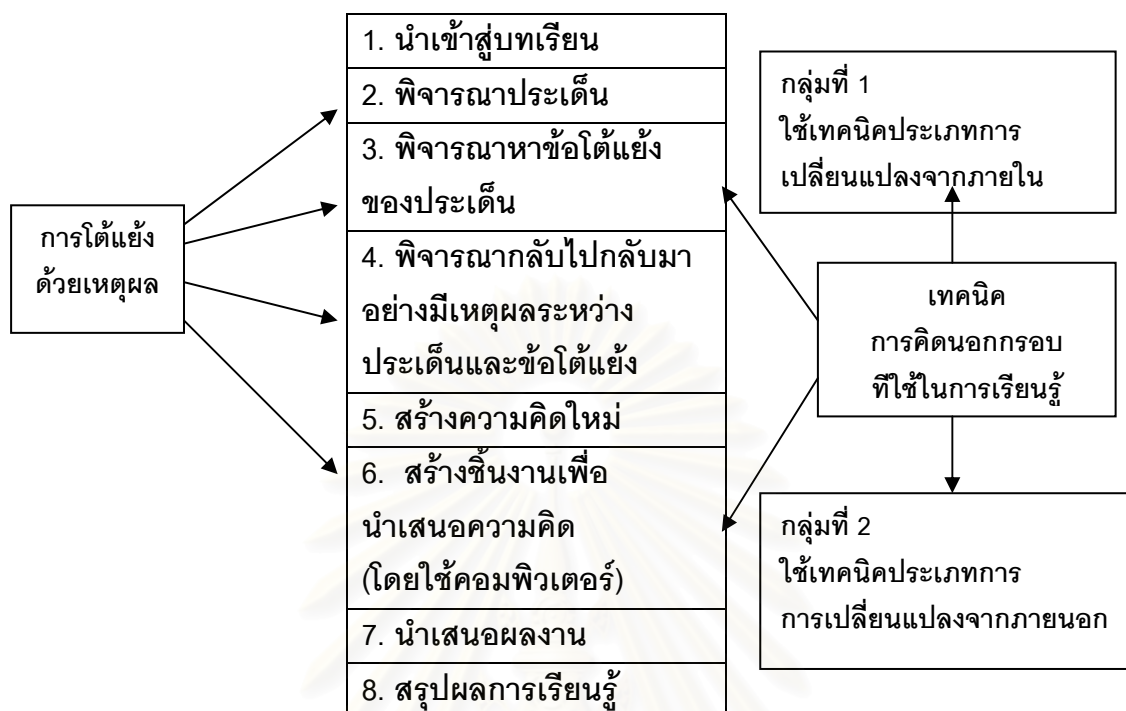 การโต้แย้ง
ด้วยเหตุผล
1. นำเข้าสู่บทเรียน
2. พิจารณาประเด็น
3. พิจารณาหาข้อโต้แย้ง
ของประเด็น
4. พิจารณากลับไปกลับมา
อย่างมีเหตุผลระหว่าง
ประเด็นและข้อโต้แย้ง
5. สร้างความคิดใหม่
6. สร้างชิ้นงานเพื่อ
นำเสนอความคิด
(โดยใช้คอมพิวเตอร์)
7. นำเสนอผลงาน
8. สรุปผลการเรียนรู้
กลุ่มที่ 1
ใช้เทคนิคประเภทการ
เปลี่ยนแปลงจากภายใน
เทคนิค
การคิดนอกกรอบ
ทีใช้ในการเรียนรู้
กลุ่มที่ 2
ใช้เทคนิคประเภทการ
การเปลี่ยนแปลงจากภายนอก